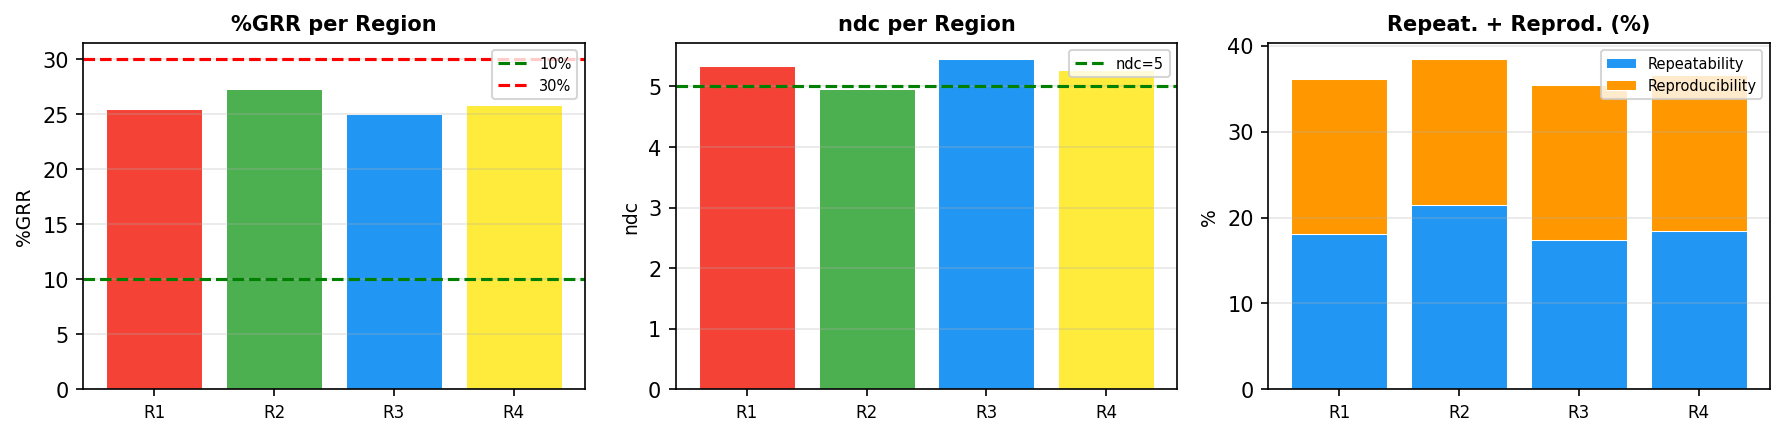 %GRR per Region
%GRR
30
25
20
15
10
5
0
10%
30%
R1 R2 R3 R4
ndc per Region
ndc
5
4
3
2
1
0
ndc=5
R1 R2 R3 R4
Repeat. + Reprod. (%)
%
40
30
20
10
0
Repeatability
Reproducibility
R1 R2 R3 R4